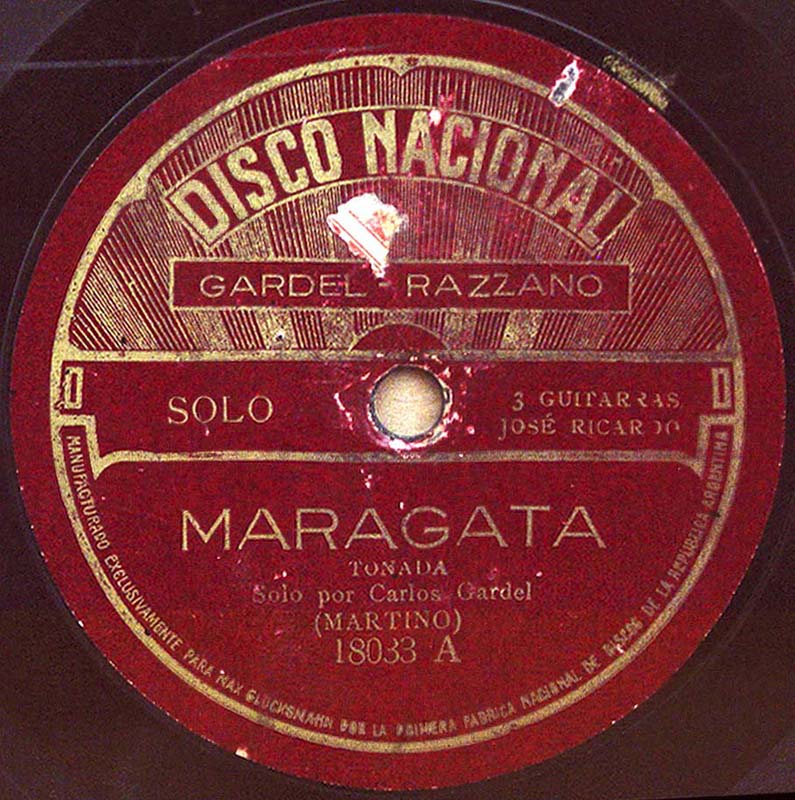 DISCO NACIONAL
GARDEL - RAZZANO
SOLO
3 GUITARRAS
JOSÉ RICARDO
MARAGATA
TONADA
Solo por Carlos Gardel
(MARTINO)
18033 A
MANUFACTURADO EXCLUSIVAMENTE PARA MAX GLÜCKSMANN POR LA PRIMERA FABRICA NACIONAL DE DISCOS DE LA REPUBLICA ARGENTINA